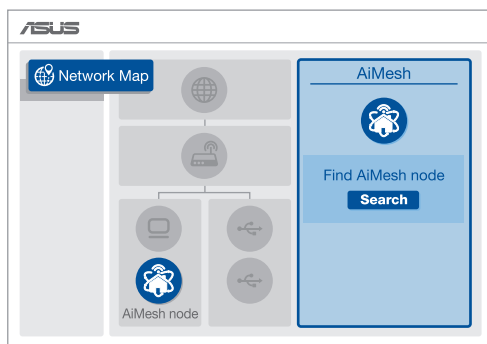 ASUS
Network Map
AiMesh
Find AiMesh node
Search
AiMesh node